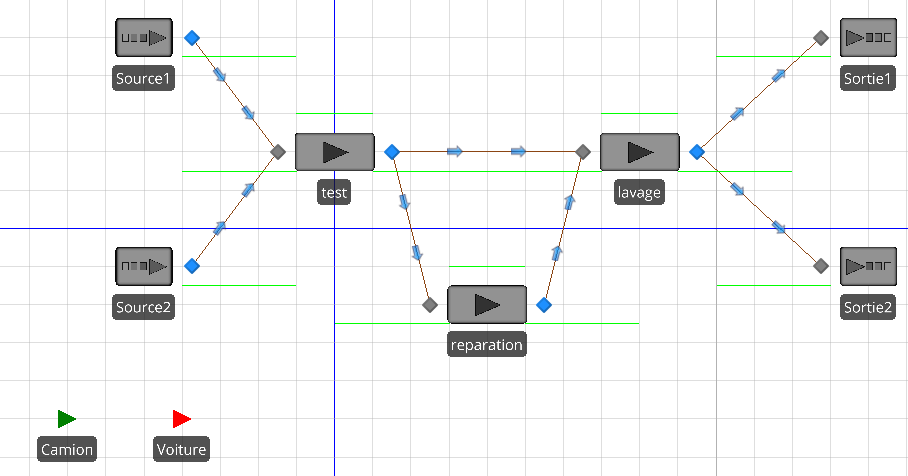 Source1
Sortie1
test
lavage
Source2
Sortie2
reparation
Camion
Voiture